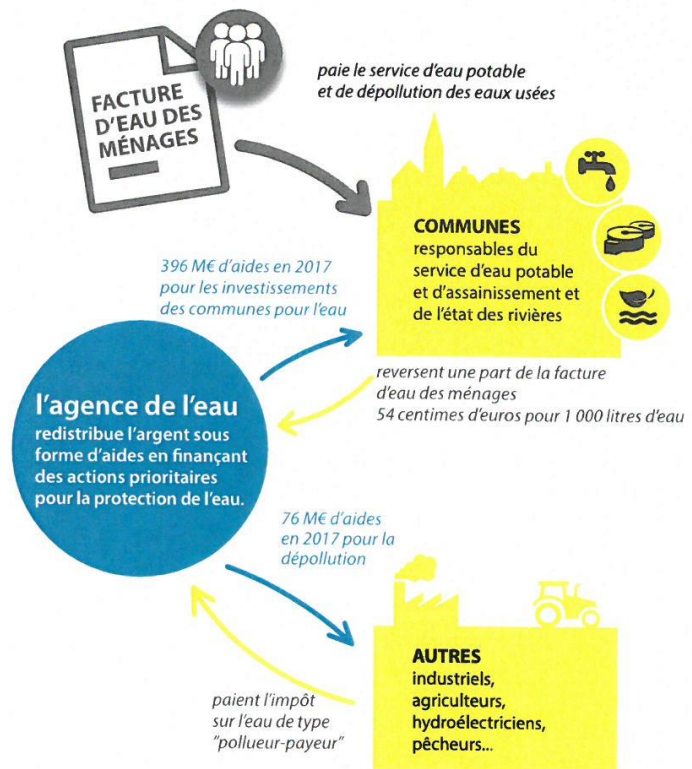 FACTURE
D'EAU DES
MÉNAGES
paie le service d'eau potable
et de dépollution des eaux usées
COMMUNES
responsables du
service d'eau potable
et d'assainissement et
de l'état des rivières
396 M€ d'aides en 2017
pour les investissements
des communes pour l'eau
reversent une part de la facture
d'eau des ménages
54 centimes d'euros pour 1 000 litres d'eau
l'agence de l'eau
redistribue l'argent sous
forme d'aides en finançant
des actions prioritaires
pour la protection de l'eau.
76 M€ d'aides
en 2017 pour la
dépollution
AUTRES
industriels,
agriculteurs,
hydroélectriciens,
pêcheurs...
paient l'impôt
sur l'eau de type
"pollueur-payeur"